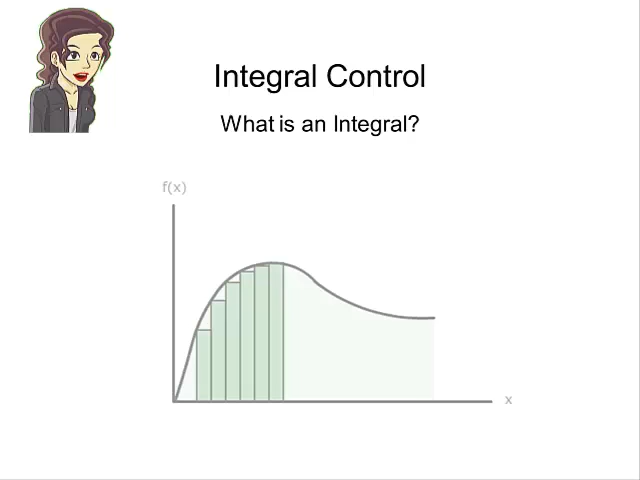 Integral Control
What is an Integral?
f(x)
x